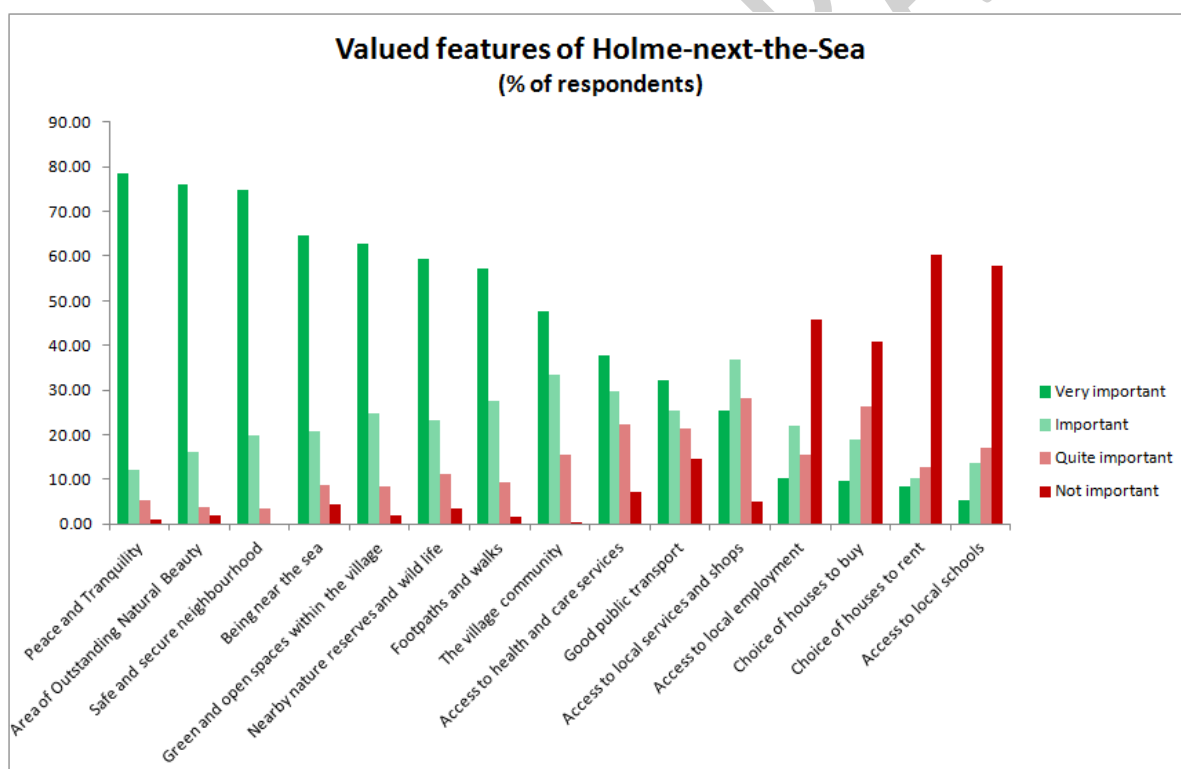 Valued features of Holme-next-the-Sea
(% of respondents)
90.00
80.00
70.00
60.00
50.00
40.00
30.00
20.00
10.00
0.00
Peace and Tranquility
Area of Outstanding Natural Beauty
Safe and secure neighbourhood
Being near the sea
Green and open spaces within the village
Nearby nature reserves and wild life
Footpaths and walks
The village community
Access to health and care services
Good public transport
Access to local services and shops
Access to local employment
Choice of houses to buy
Choice of houses to rent
Access to local schools
Very important
Important
Quite important
Not important